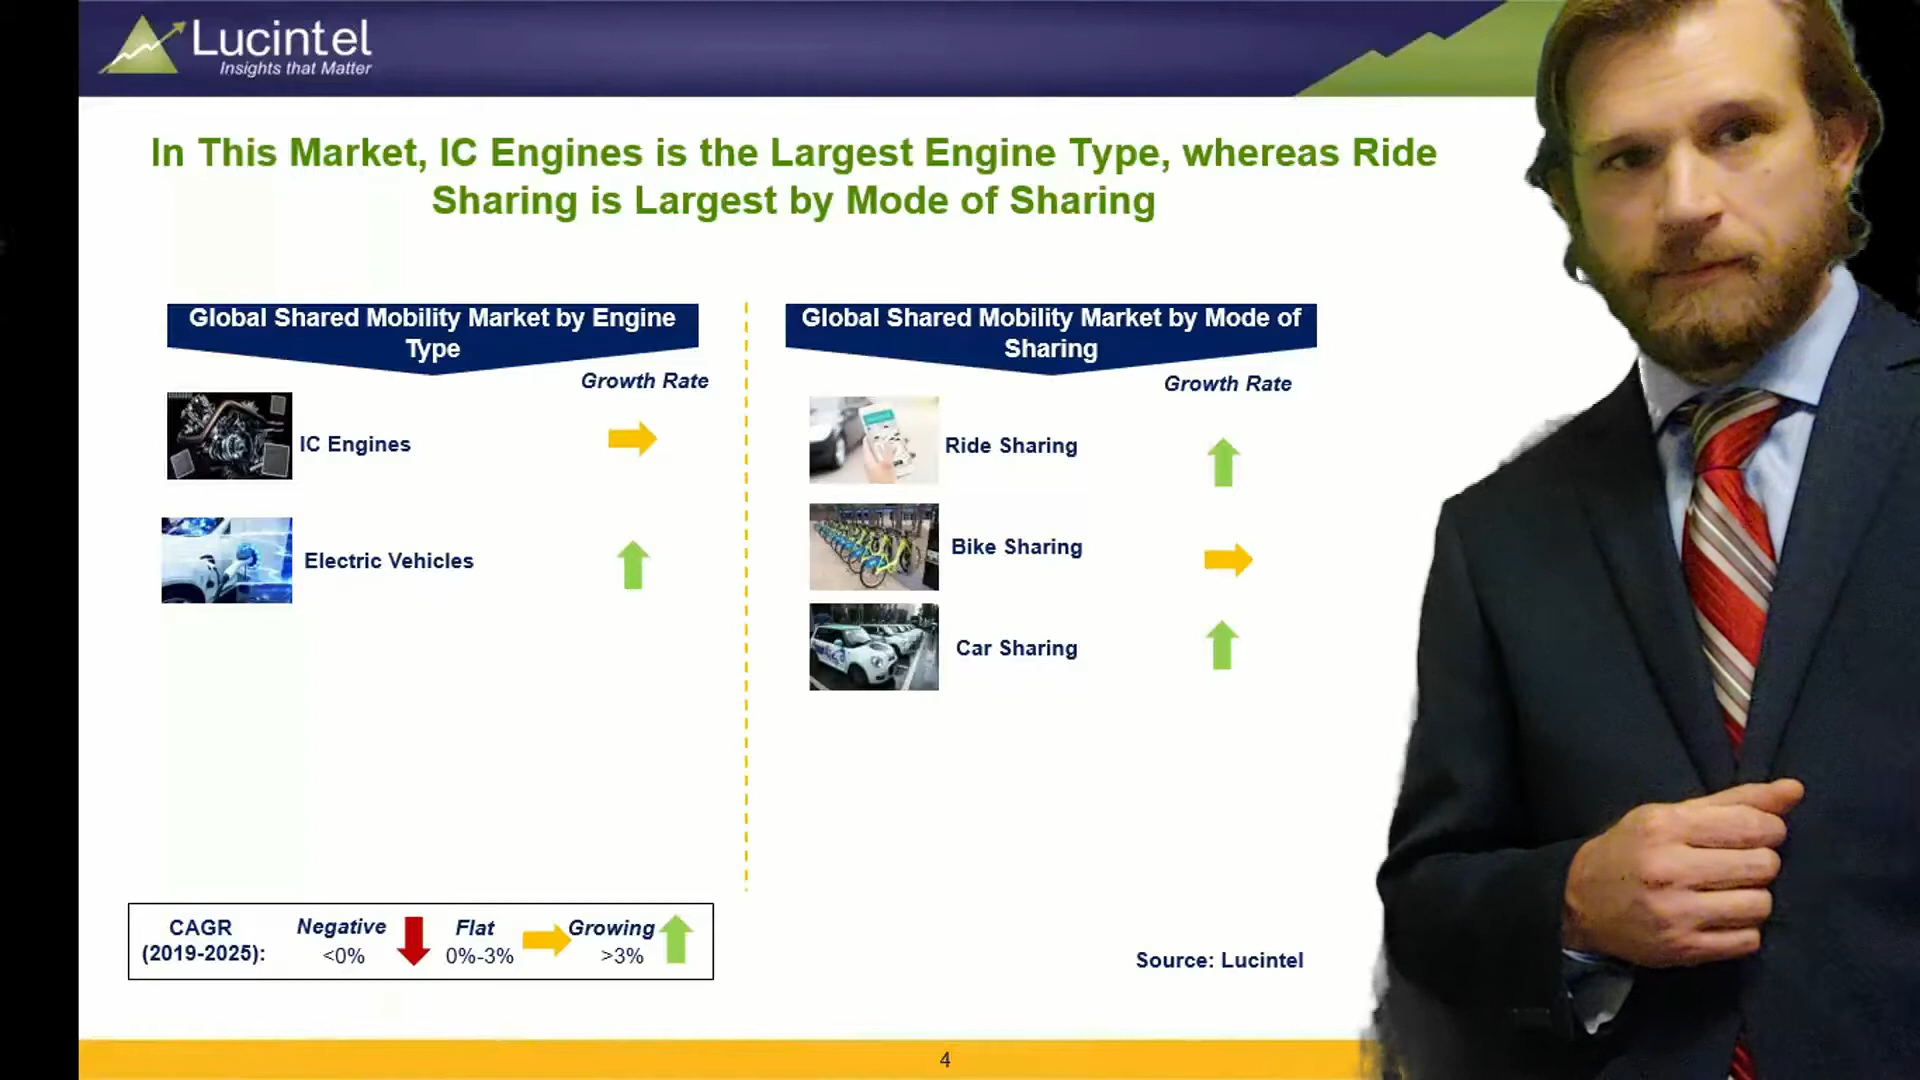 Lucintel
Insights that Matter
In This Market, IC Engines is the Largest Engine Type, whereas Ride
Sharing is Largest by Mode of Sharing
Global Shared Mobility Market by Engine
Type
Growth Rate
IC Engines
Electric Vehicles
Global Shared Mobility Market by Mode of
Sharing
Growth Rate
Ride Sharing
Bike Sharing
Car Sharing
CAGR
(2019-2025):
Negative
<0%
Flat
0%-3%
Growing
>3%
Source: Lucintel
4